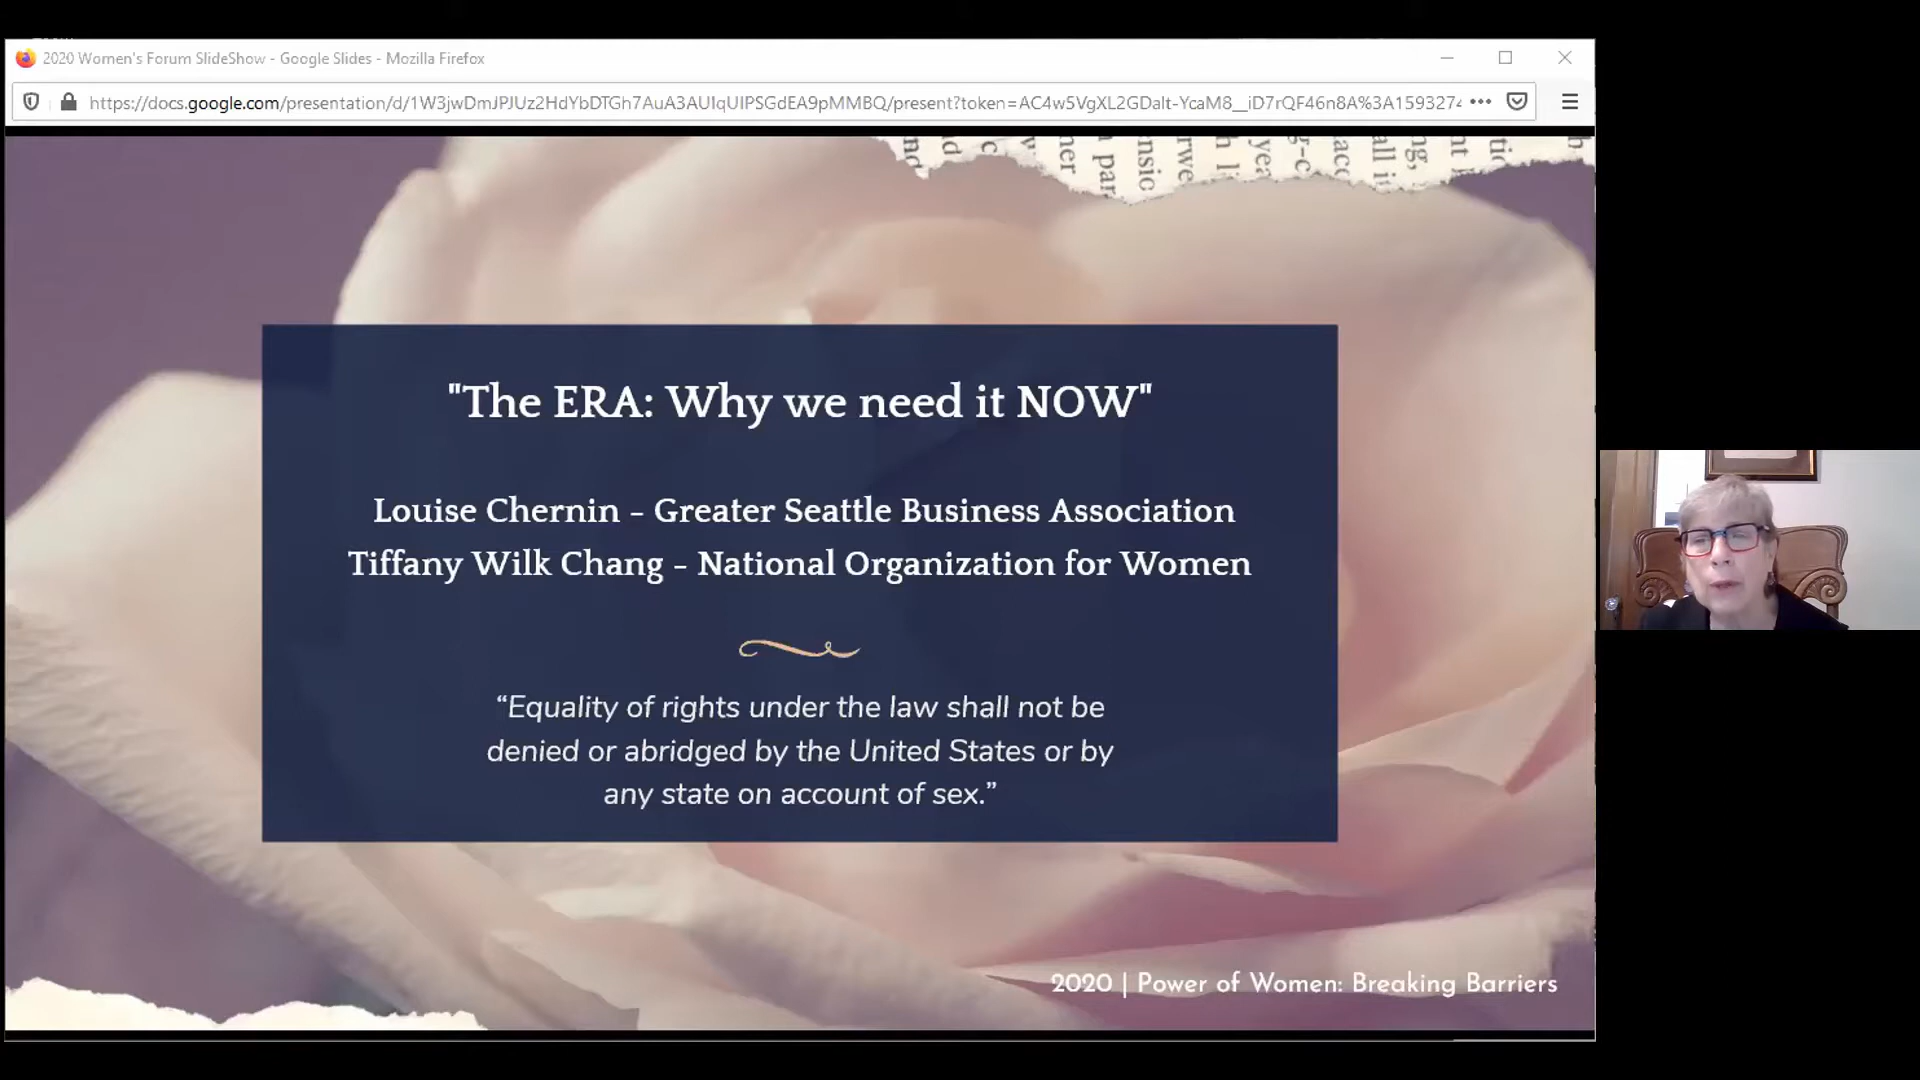 2020 Women's Forum SlideShow - Google Slides - Mozilla Firefox
https://docs.google.com/presentation/d/1W3jwDmJPJUz2HdYbDTGh7AuA3AUIqUIPSGdEA9pMMBQ/present?token=AC4w5VgXL2GDalt-YcaM8__iD7rQF46n8A%3A1593274
"The ERA: Why we need it NOW"
Louise Chernin - Greater Seattle Business Association
Tiffany Wilk Chang - National Organization for Women
“Equality of rights under the law shall not be
denied or abridged by the United States or by
any state on account of sex.”
2020 | Power of Women: Breaking Barriers